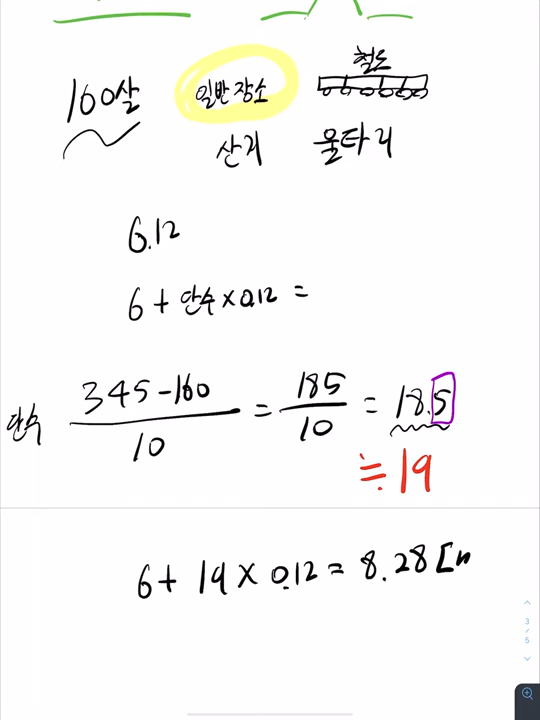 철도
160살 일반장소
산지 울타리
6.12
6 + 단수 × 0.12 =
단수 345-160 / 10 = 185 / 10 = 18.5
≒ 19
6 + 19 × 0.12 = 8.28 [m
3
/
5